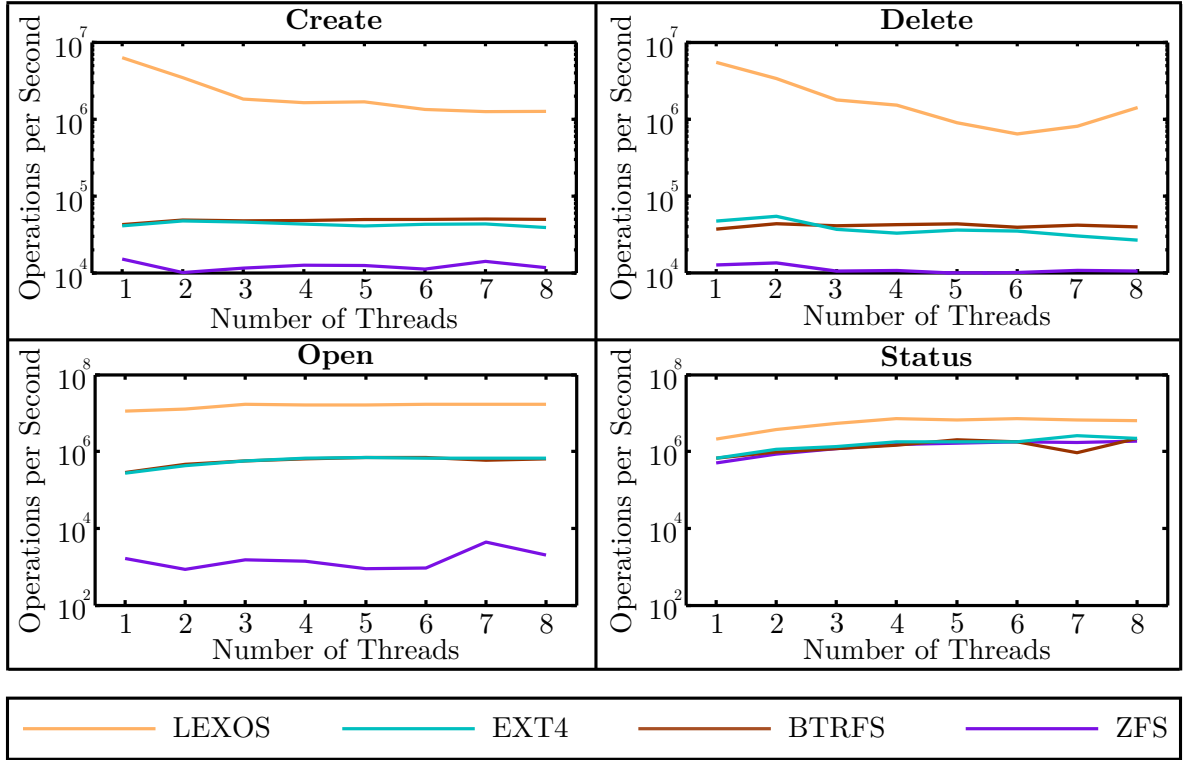 Create
Operations per Second
10^7
10^6
10^5
10^4
1 2 3 4 5 6 7 8
Number of Threads
Delete
Operations per Second
10^7
10^6
10^5
10^4
1 2 3 4 5 6 7 8
Number of Threads
Open
Operations per Second
10^8
10^6
10^4
10^2
1 2 3 4 5 6 7 8
Number of Threads
Status
Operations per Second
10^8
10^6
10^4
10^2
1 2 3 4 5 6 7 8
Number of Threads
LEXOS EXT4 BTRFS ZFS